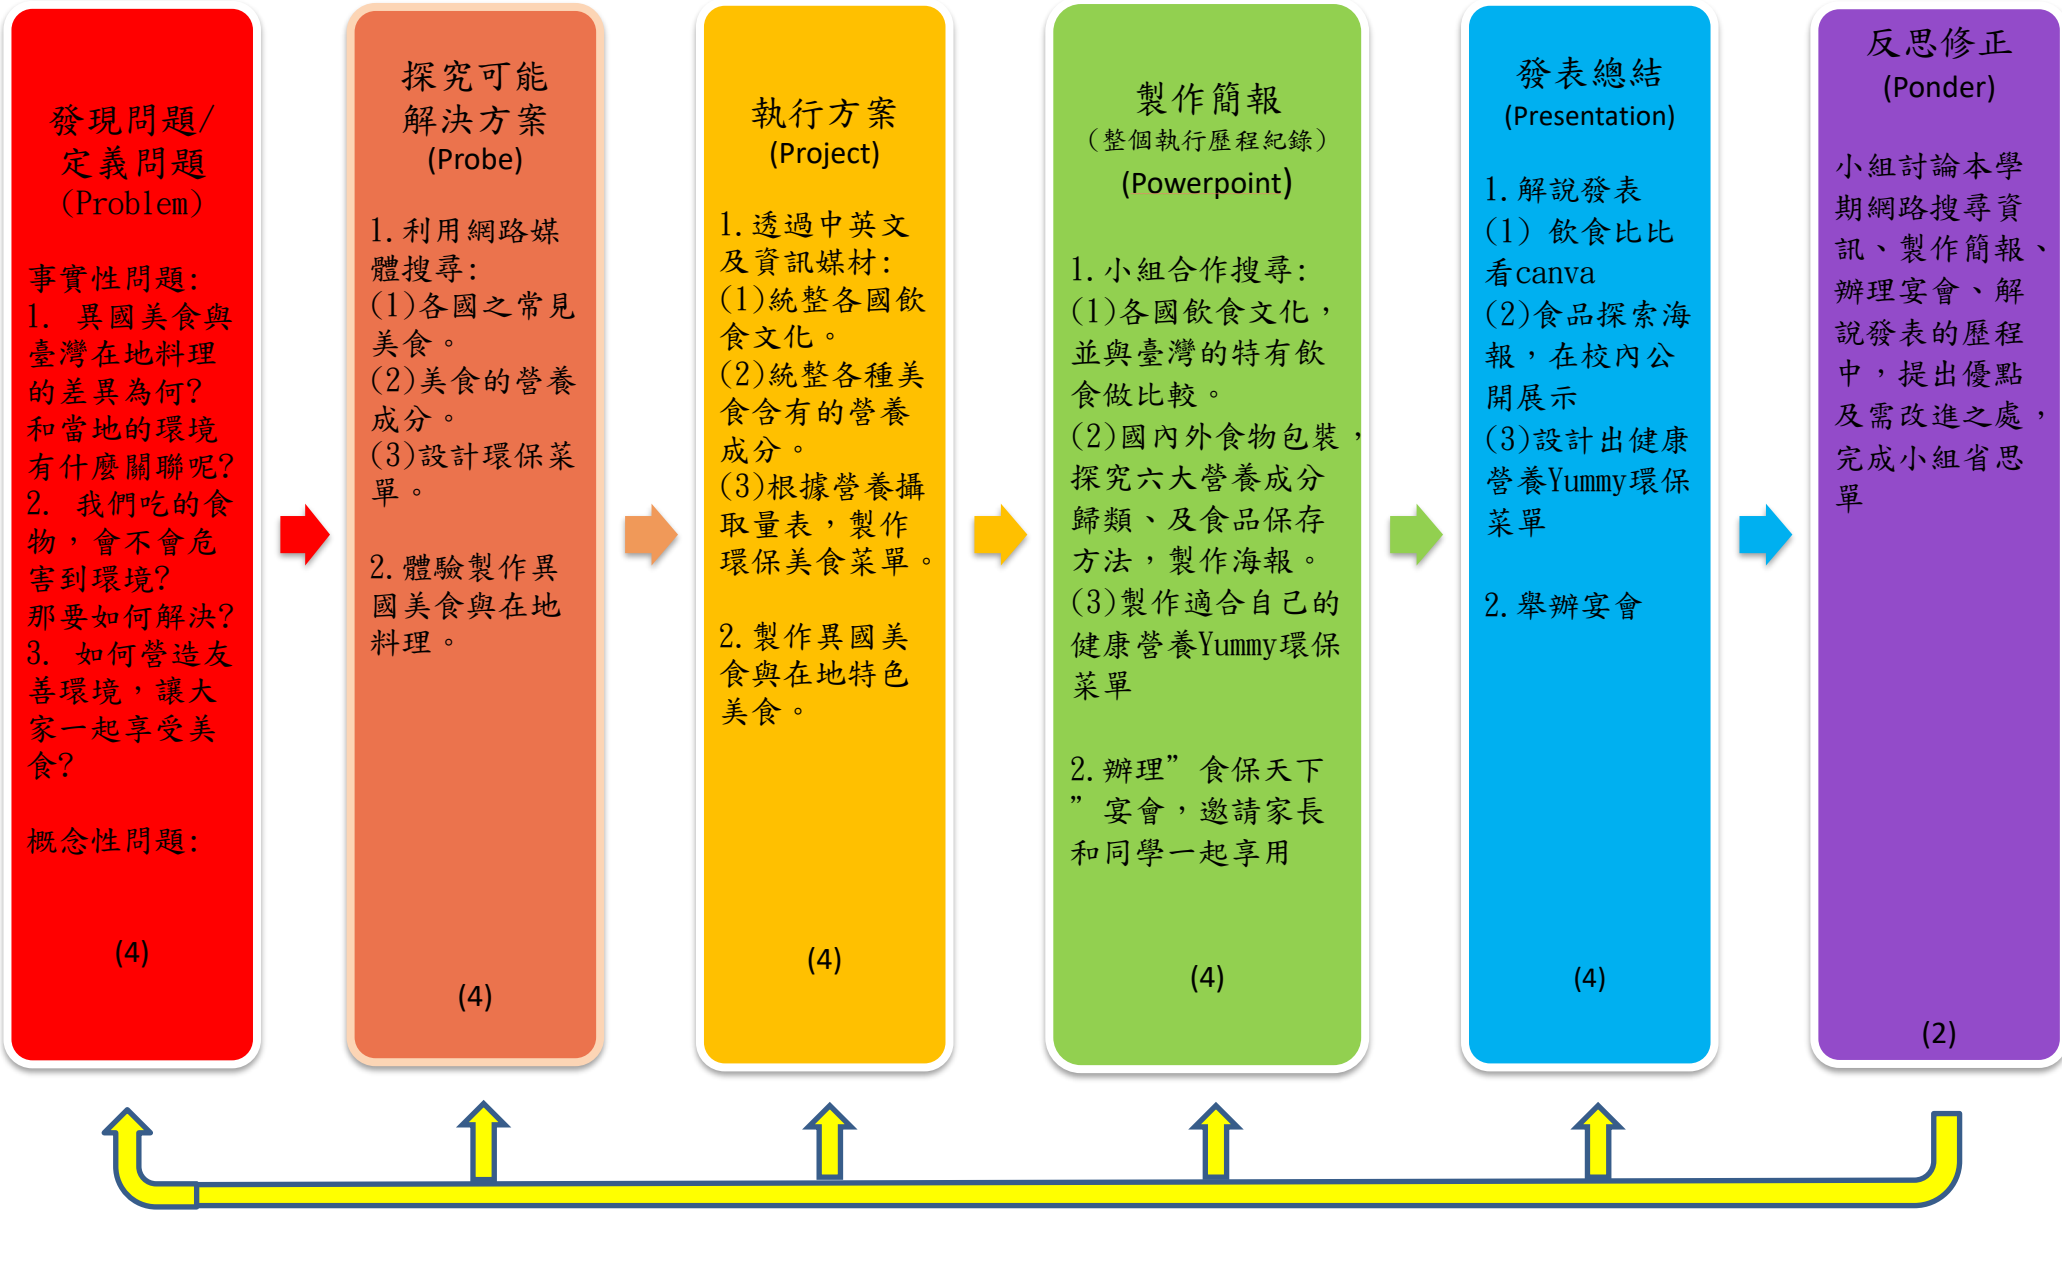 發現問題/
定義問題
(Problem)
事實性問題:
1. 異國美食與
臺灣在地料理
的差異為何?
和當地的環境
有什麼關聯呢?
2. 我們吃的食
物，會不會危
害到環境?
那要如何解決?
3. 如何營造友
善環境，讓大
家一起享受美
食?
概念性問題:
(4)
探究可能
解決方案
(Probe)
1.利用網路媒
體搜尋:
(1)各國之常見
美食。
(2)美食的營養
成分。
(3)設計環保菜
單。
2.體驗製作異
國美食與在地
料理。
(4)
執行方案
(Project)
1.透過中英文
及資訊媒材:
(1)統整各國飲
食文化。
(2)統整各種美
食含有的營養
成分。
(3)根據營養攝
取量表，製作
環保美食菜單。
2.製作異國美
食與在地特色
美食。
(4)
製作簡報
(整個執行歷程紀錄)
(Powerpoint)
1.小組合作搜尋:
(1)各國飲食文化，
並與臺灣的特有飲
食做比較。
(2)國內外食物包裝，
探究六大營養成分
歸類、及食品保存
方法，製作海報。
(3)製作適合自己的
健康營養Yummy環保
菜單
2.辦理”食保天下
”宴會，邀請家長
和同學一起享用
(4)
發表總結
(Presentation)
1.解說發表
(1) 飲食比比
看canva
(2)食品探索海
報，在校內公
開展示
(3)設計出健康
營養Yummy環保
菜單
2.舉辦宴會
(4)
反思修正
(Ponder)
小組討論本學
期網路搜尋資
訊、製作簡報、
辦理宴會、解
說發表的歷程
中，提出優點
及需改進之處，
完成小組省思
單
(2)